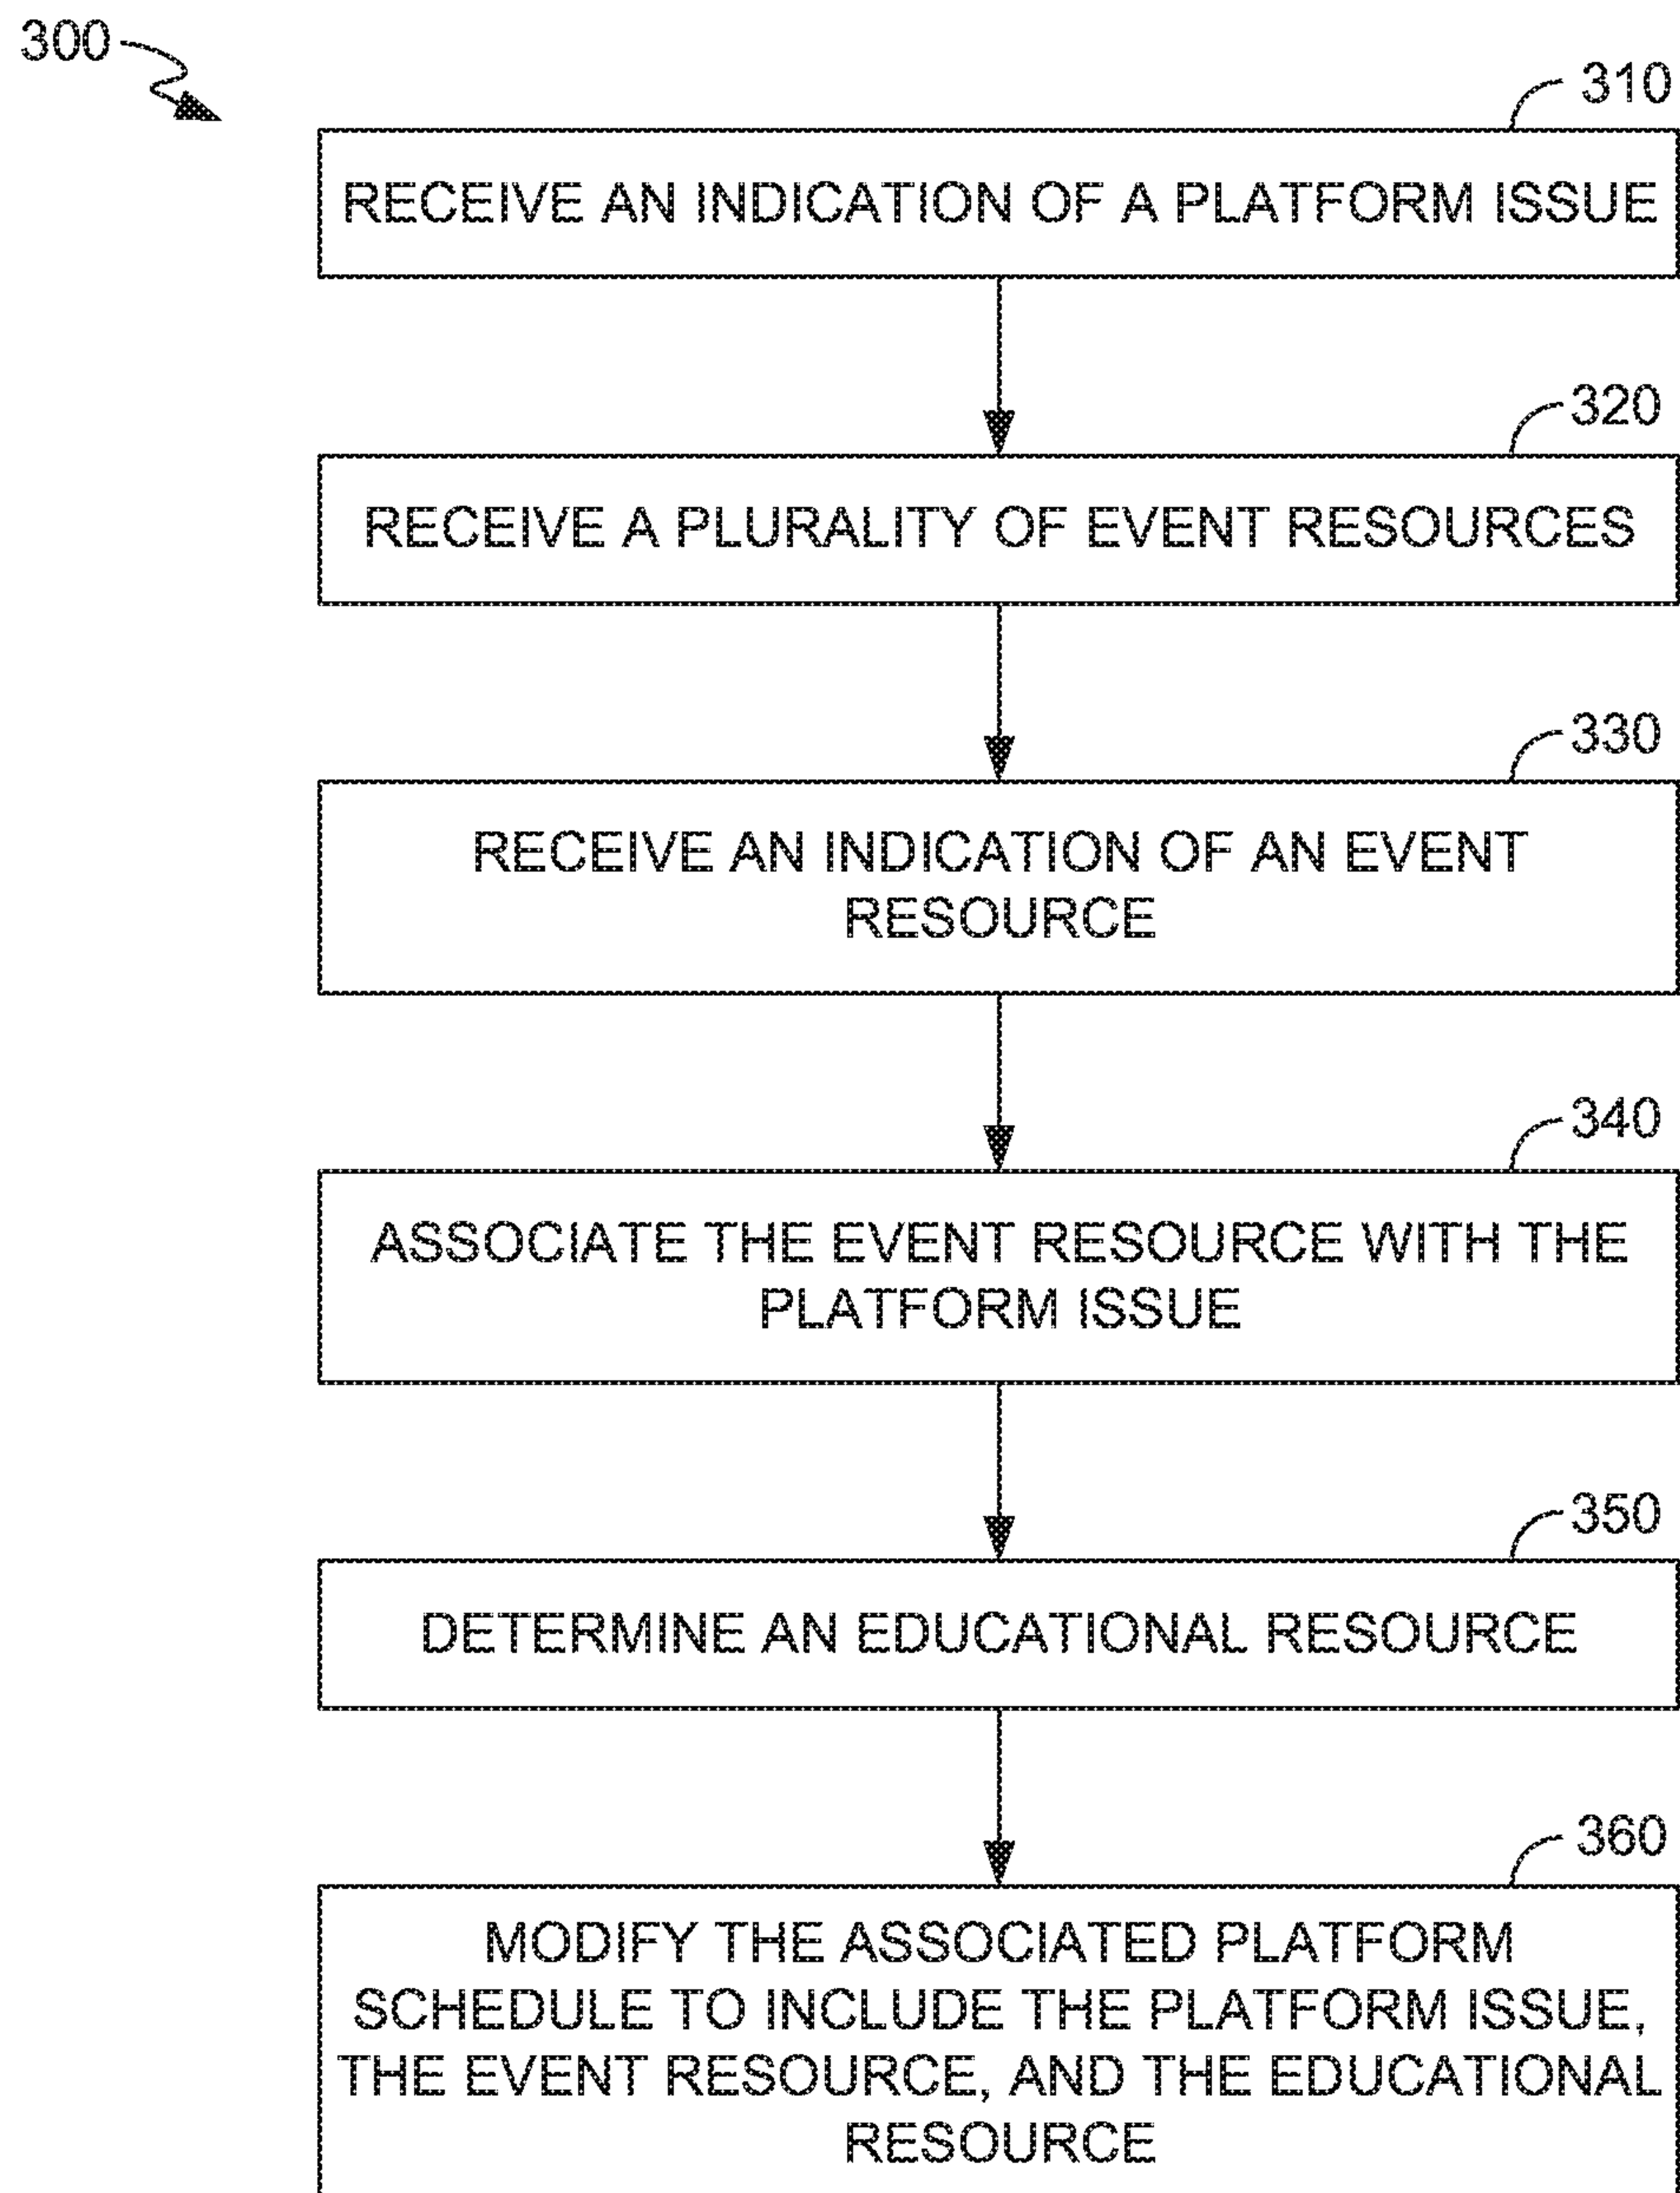 300
310
RECEIVE AN INDICATION OF A PLATFORM ISSUE
320
RECEIVE A PLURALITY OF EVENT RESOURCES
330
RECEIVE AN INDICATION OF AN EVENT
RESOURCE
340
ASSOCIATE THE EVENT RESOURCE WITH THE
PLATFORM ISSUE
350
DETERMINE AN EDUCATIONAL RESOURCE
360
MODIFY THE ASSOCIATED PLATFORM
SCHEDULE TO INCLUDE THE PLATFORM ISSUE,
THE EVENT RESOURCE, AND THE EDUCATIONAL
RESOURCE